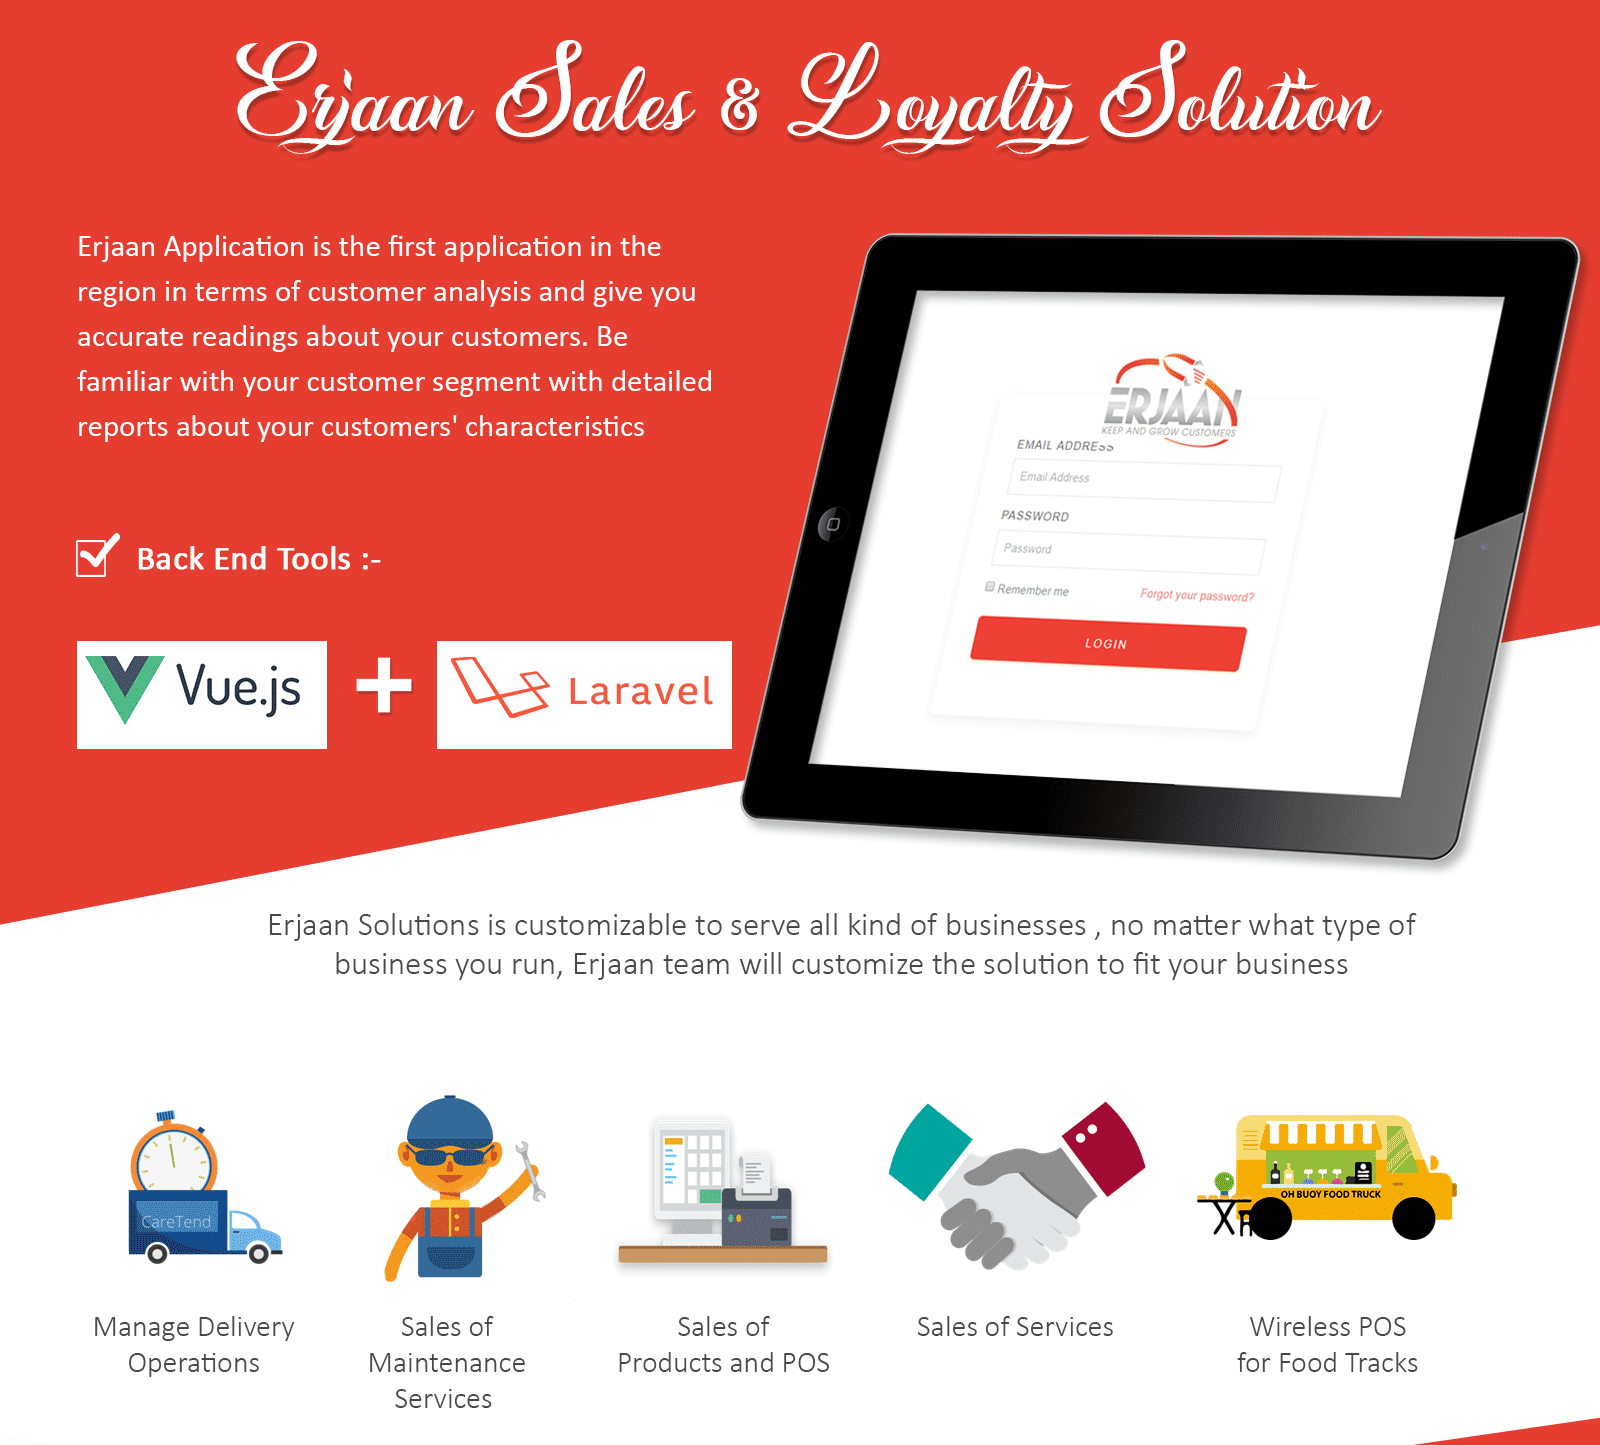 Erjaan Sales & Loyalty Solution
Erjaan Application is the first application in the
region in terms of customer analysis and give you
accurate readings about your customers. Be
familiar with your customer segment with detailed
reports about your customers' characteristics
Back End Tools :-
Vue.js
+
Laravel
ERJAAN
KEEP AND GROW CUSTOMERS
EMAIL ADDRESS
Email Address
PASSWORD
Password
Remember me
Forgot your password?
LOGIN
Erjaan Solutions is customizable to serve all kind of businesses , no matter what type of
business you run, Erjaan team will customize the solution to fit your business
CareTend
OH BUOY FOOD TRUCK
Manage Delivery
Operations
Sales of
Maintenance
Services
Sales of
Products and POS
Sales of Services
Wireless POS
for Food Tracks